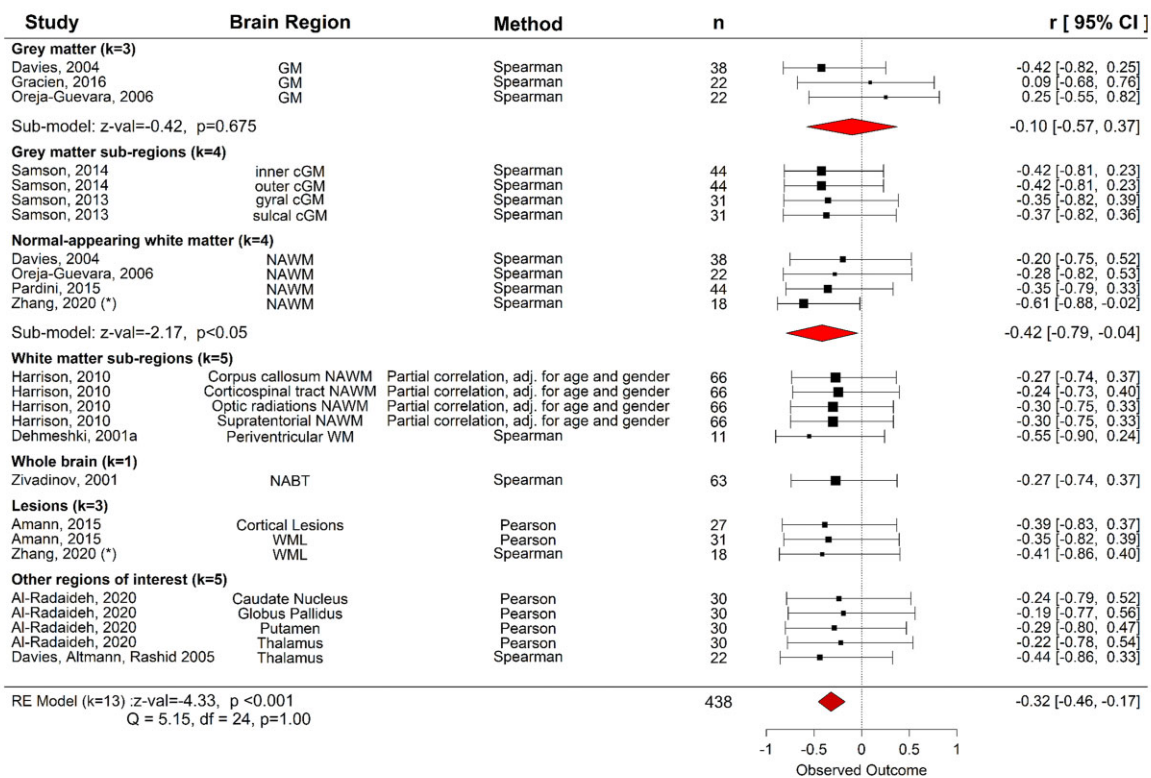 Study Brain Region Method n r [ 95% CI ]
Grey matter (k=3)
Davies, 2004 GM Spearman 38 -0.42 [-0.82, 0.25]
Gracien, 2016 GM Spearman 22 0.09 [-0.68, 0.76]
Oreja-Guevara, 2006 GM Spearman 22 0.25 [-0.55, 0.82]
Sub-model: z-val=-0.42, p=0.675 -0.10 [-0.57, 0.37]
Grey matter sub-regions (k=4)
Samson, 2014 inner cGM Spearman 44 -0.42 [-0.81, 0.23]
Samson, 2014 outer cGM Spearman 44 -0.42 [-0.81, 0.23]
Samson, 2013 gyral cGM Spearman 31 -0.35 [-0.82, 0.39]
Samson, 2013 sulcal cGM Spearman 31 -0.37 [-0.82, 0.36]
Normal-appearing white matter (k=4)
Davies, 2004 NAWM Spearman 38 -0.20 [-0.75, 0.52]
Oreja-Guevara, 2006 NAWM Spearman 22 -0.28 [-0.82, 0.53]
Pardini, 2015 NAWM Spearman 44 -0.35 [-0.79, 0.33]
Zhang, 2020 (*) NAWM Spearman 18 -0.61 [-0.88, -0.02]
Sub-model: z-val=-2.17, p<0.05 -0.42 [-0.79, -0.04]
White matter sub-regions (k=5)
Harrison, 2010 Corpus callosum NAWM Partial correlation, adj. for age and gender 66 -0.27 [-0.74, 0.37]
Harrison, 2010 Corticospinal tract NAWM Partial correlation, adj. for age and gender 66 -0.24 [-0.73, 0.40]
Harrison, 2010 Optic radiations NAWM Partial correlation, adj. for age and gender 66 -0.30 [-0.75, 0.33]
Harrison, 2010 Supratentorial NAWM Partial correlation, adj. for age and gender 66 -0.30 [-0.75, 0.33]
Dehmeshki, 2001a Periventricular WM Spearman 11 -0.55 [-0.90, 0.24]
Whole brain (k=1)
Zivadinov, 2001 NABT Spearman 63 -0.27 [-0.74, 0.37]
Lesions (k=3)
Amann, 2015 Cortical Lesions Pearson 27 -0.39 [-0.83, 0.37]
Amann, 2015 WML Pearson 31 -0.35 [-0.82, 0.39]
Zhang, 2020 (*) WML Spearman 18 -0.41 [-0.86, 0.40]
Other regions of interest (k=5)
Al-Radaideh, 2020 Caudate Nucleus Pearson 30 -0.24 [-0.79, 0.52]
Al-Radaideh, 2020 Globus Pallidus Pearson 30 -0.19 [-0.77, 0.56]
Al-Radaideh, 2020 Putamen Pearson 30 -0.29 [-0.80, 0.47]
Al-Radaideh, 2020 Thalamus Pearson 30 -0.22 [-0.78, 0.54]
Davies, Altmann, Rashid 2005 Thalamus Spearman 22 -0.44 [-0.86, 0.33]
RE Model (k=13) :z-val=-4.33, p <0.001 438 -0.32 [-0.46, -0.17]
Q = 5.15, df = 24, p=1.00
-1 -0.5 0 0.5 1
Observed Outcome